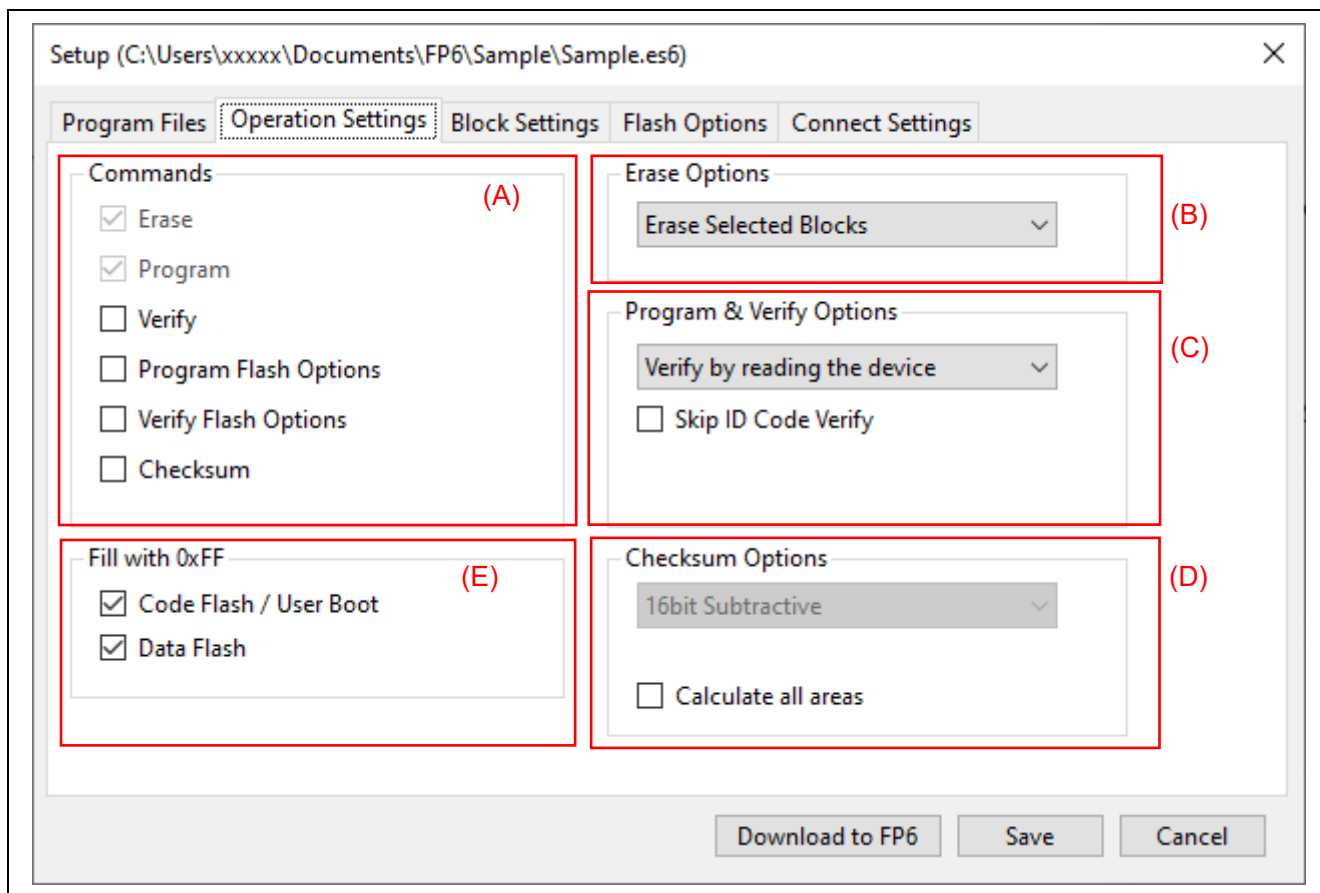 Setup (C:\Users\xxxxx\Documents\FP6\Sample\Sample.es6)
Program Files Operation Settings Block Settings Flash Options Connect Settings
Commands
(A)
Erase
Program
Verify
Program Flash Options
Verify Flash Options
Checksum
Erase Options
Erase Selected Blocks
(B)
Program & Verify Options
Verify by reading the device
(C)
Skip ID Code Verify
Fill with 0xFF
(E)
Code Flash / User Boot
Data Flash
Checksum Options
16bit Subtractive
(D)
Calculate all areas
Download to FP6 Save Cancel